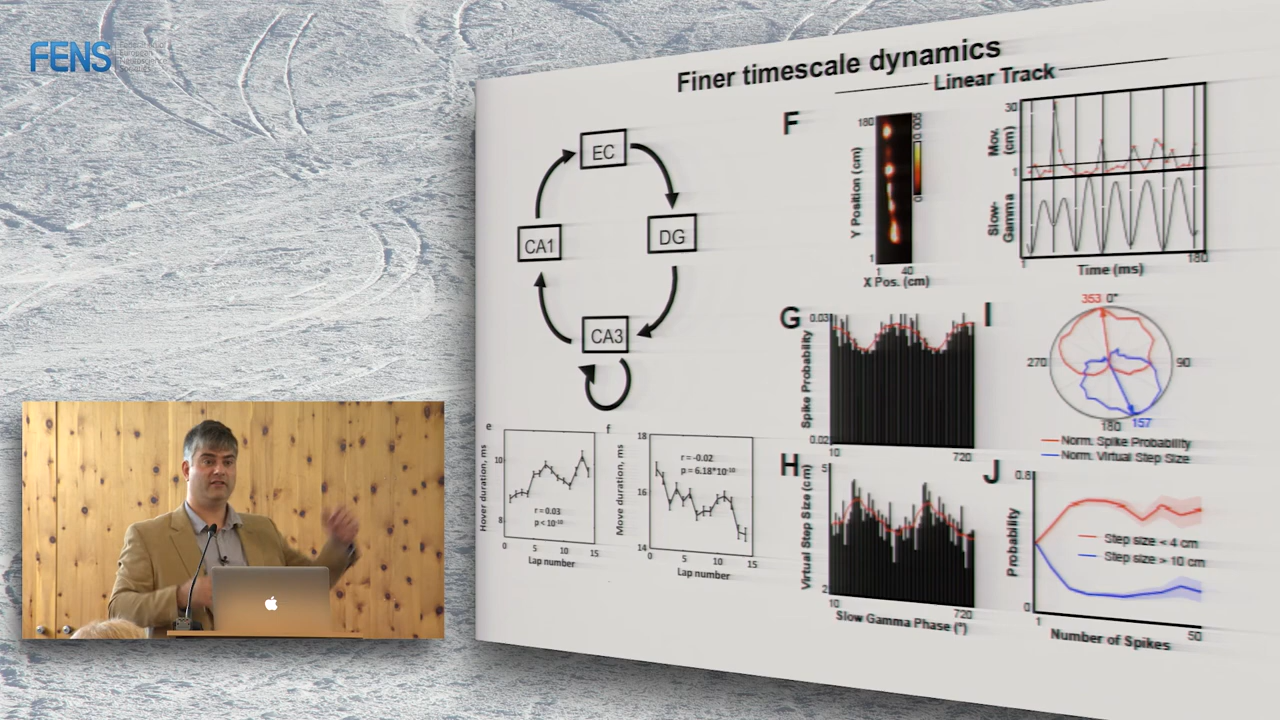 FENS
Finer timescale dynamics
Linear Track
EC
CA1
DG
CA3
e
Hover duration, ms
10
8
r = 0.03
p < 10⁻¹⁰
0 5 10 15
Lap number
f
Move duration, ms
18
16
14
r = -0.02
p = 6.18*10⁻¹⁰
0 5 10 15
Lap number
F
Y Position (cm)
180
1
1 40
X Pos. (cm)
0.005
0
Mov. (cm)
30
1
Slow-Gamma
1 180
Time (ms)
G
Spike Probability
0.03
0.02
10 720
H
Virtual Step Size (cm)
5
2
10 720
Slow Gamma Phase (°)
I
353 0°
270
90
180 157
Norm. Spike Probability
Norm. Virtual Step Size
J
Probability
0.8
0
Step size < 4 cm
Step size > 10 cm
1 50
Number of Spikes